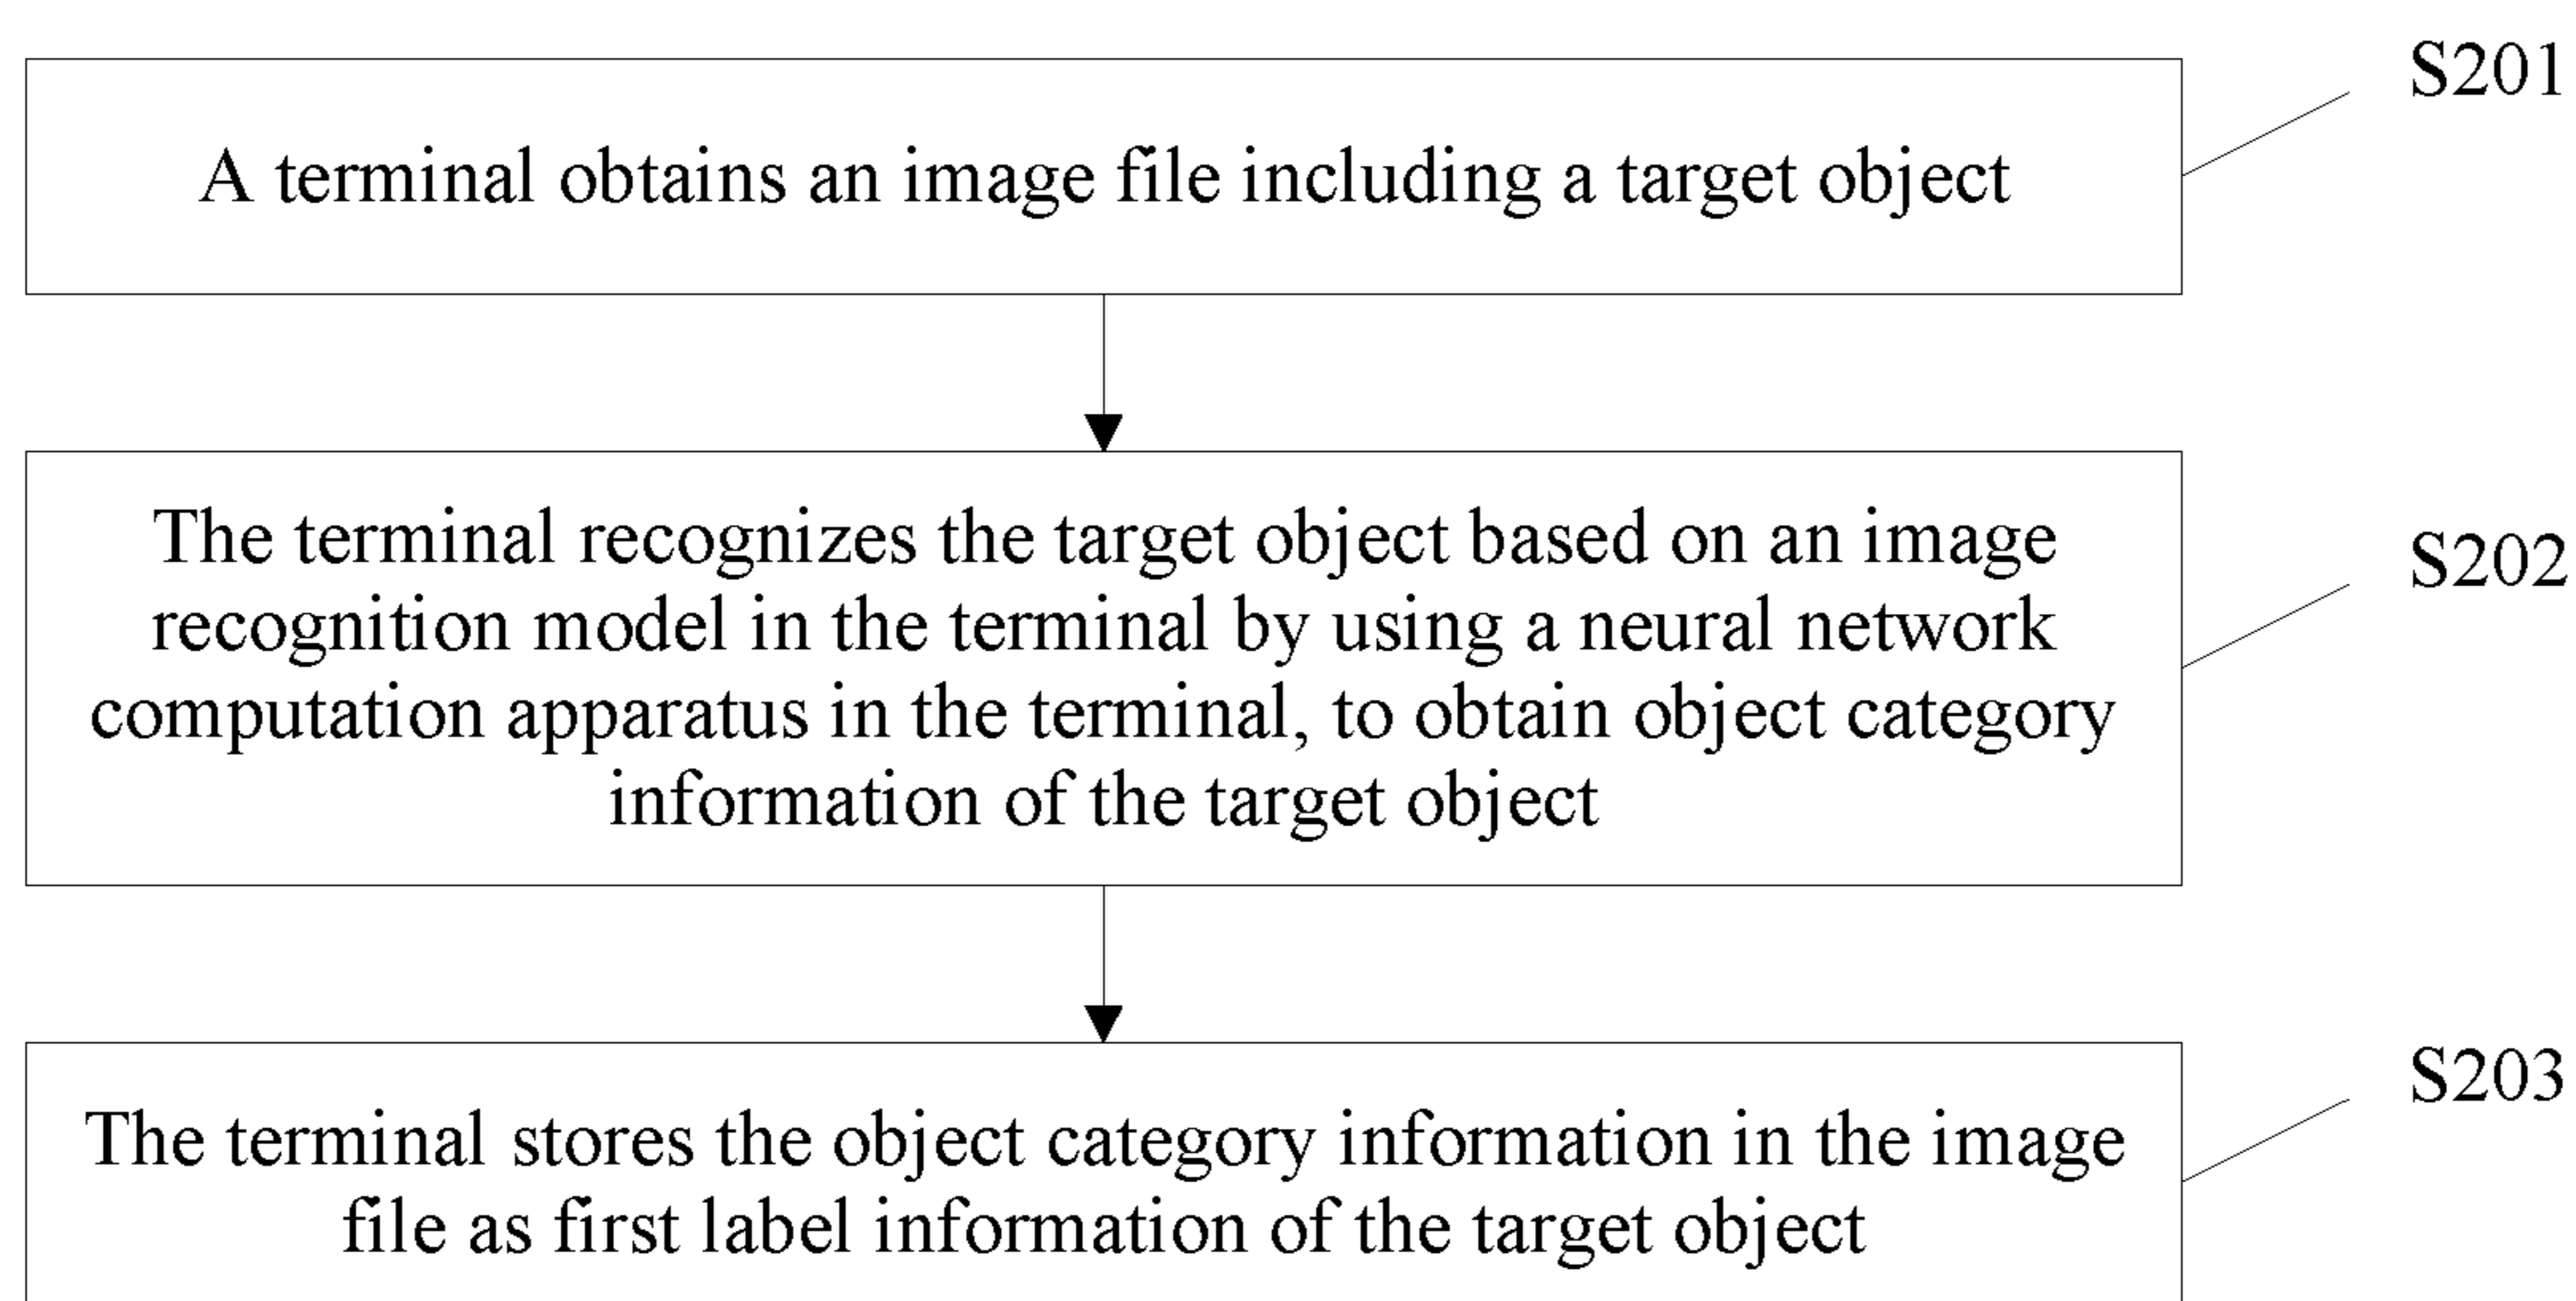 S201
A terminal obtains an image file including a target object
The terminal recognizes the target object based on an image
S202
recognition model in the terminal by using a neural network
computation apparatus in the terminal, to obtain object category
information of the target object
S203
The terminal stores the object category information in the image
file as first label information of the target object